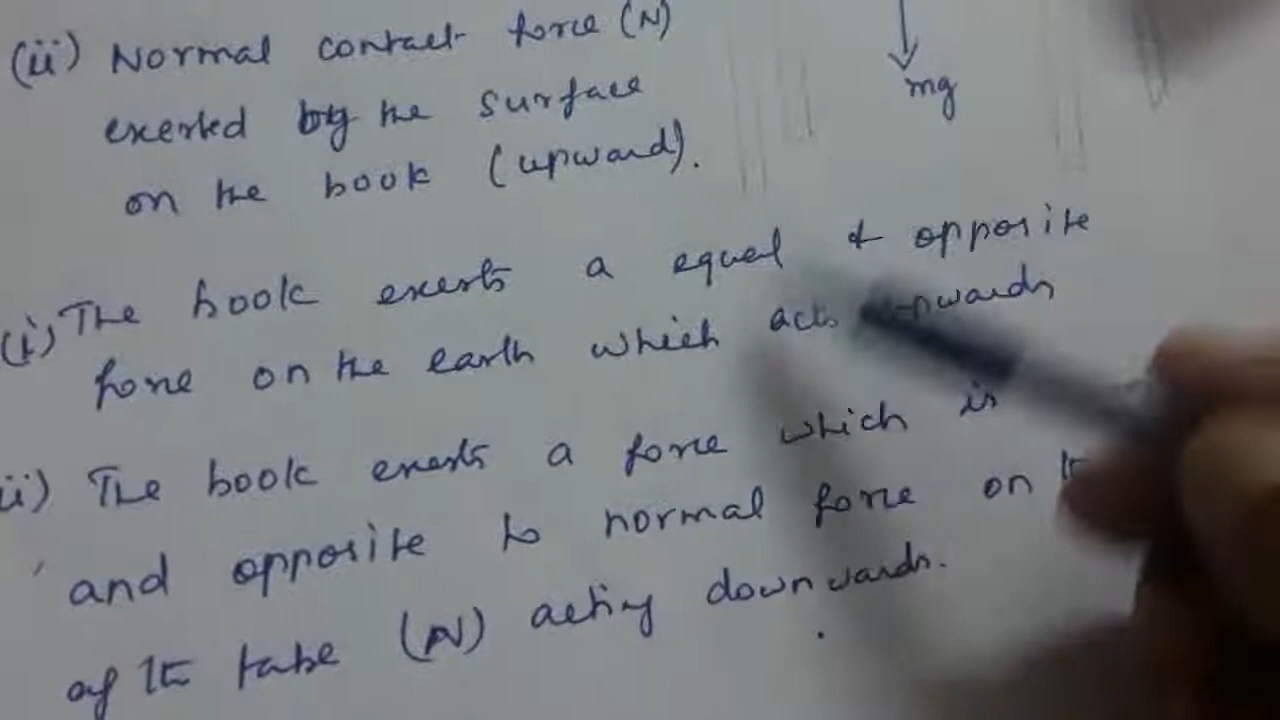 (ii) Normal contact force (N)
mg
exerted by the surface
on the book (upward).
(i) The book exerts a equal & opposite
force on the earth which acts upwards
ii) The book exerts a force which is
and opposite to normal force on
of the table (N) acting downwards.